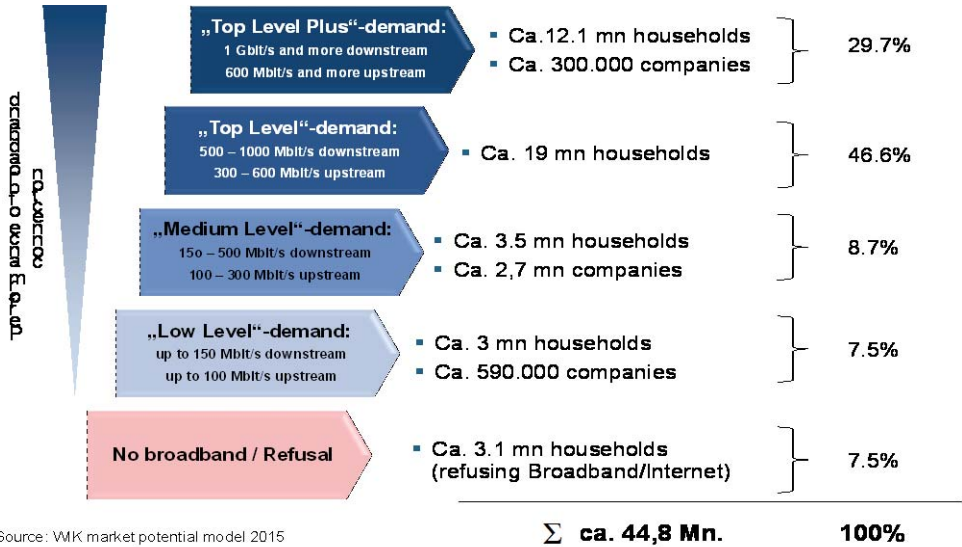 „Top Level Plus“-demand:
1 Gbit/s and more downstream
600 Mbit/s and more upstream
▪ Ca.12.1 mn households
▪ Ca. 300.000 companies
29.7%
„Top Level“-demand:
500 – 1000 Mbit/s downstream
300 – 600 Mbit/s upstream
▪ Ca. 19 mn households
46.6%
„Medium Level“-demand:
15o – 500 Mbit/s downstream
100 – 300 Mbit/s upstream
▪ Ca. 3.5 mn households
▪ Ca. 2,7 mn companies
8.7%
„Low Level“-demand:
up to 150 Mbit/s downstream
up to 100 Mbit/s upstream
▪ Ca. 3 mn households
▪ Ca. 590.000 companies
7.5%
No broadband / Refusal
▪ Ca. 3.1 mn households
(refusing Broadband/Internet)
7.5%
Source: WIK market potential model 2015
∑ ca. 44,8 Mn.
100%